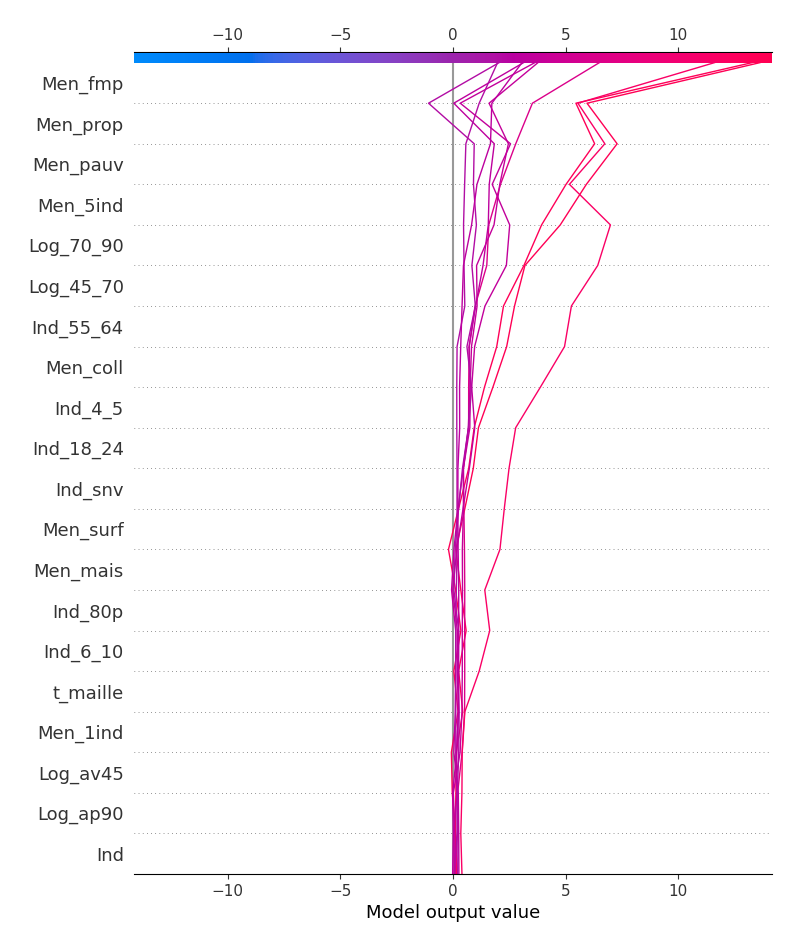 −10 −5 0 5 10
Men_fmp
Men_prop
Men_pauv
Men_5ind
Log_70_90
Log_45_70
Ind_55_64
Men_coll
Ind_4_5
Ind_18_24
Ind_snv
Men_surf
Men_mais
Ind_80p
Ind_6_10
t_maille
Men_1ind
Log_av45
Log_ap90
Ind
−10 −5 0 5 10
Model output value